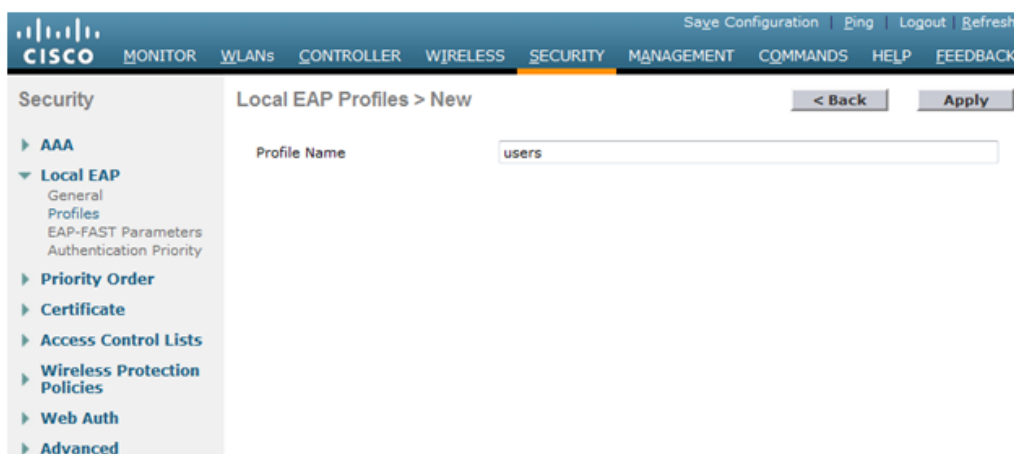 Save Configuration | Ping | Logout | Refresh
CISCO MONITOR WLANs CONTROLLER WIRELESS SECURITY MANAGEMENT COMMANDS HELP FEEDBACK
Security
Local EAP Profiles > New
< Back
Apply
AAA
Local EAP
General
Profiles
EAP-FAST Parameters
Authentication Priority
Priority Order
Certificate
Access Control Lists
Wireless Protection
Policies
Web Auth
Advanced
Profile Name users